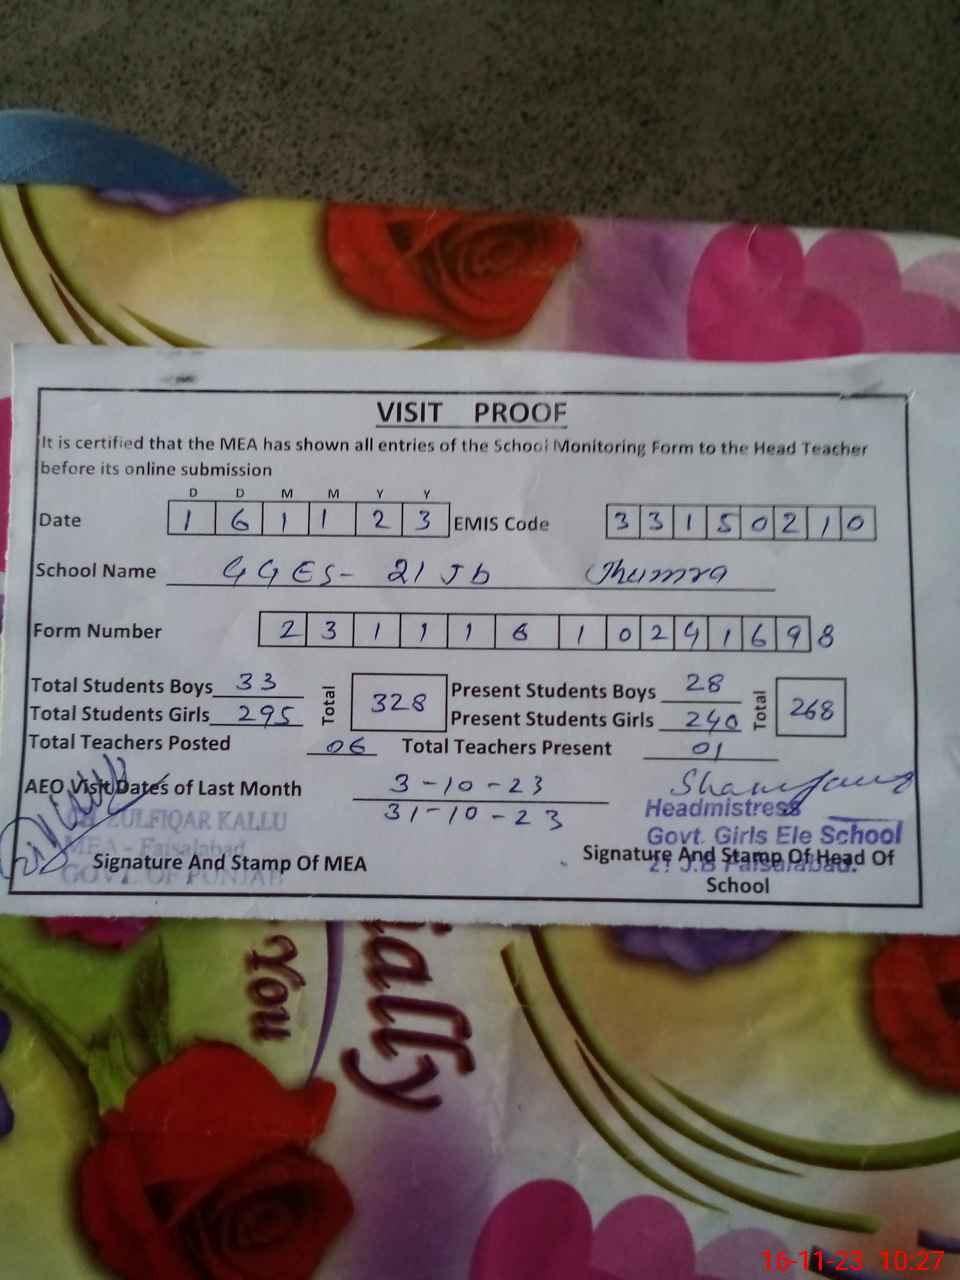 VISIT PROOF
It is certified that the MEA has shown all entries of the School Monitoring Form to the Head Teacher
before its online submission
D D M M Y Y
Date 1 6 1 1 2 3 EMIS Code 3 3 1 5 0 2 1 0
School Name GGES- 21 Jb Jhumra
Form Number 2 3 1 1 1 6 1 0 2 4 1 6 9 8
Total Students Boys 33 Total 328 Present Students Boys 28 Total 268
Total Students Girls 295 Present Students Girls 240
Total Teachers Posted 06 Total Teachers Present 01
AEO Visit Dates of Last Month 3-10-23
31-10-23
Headmistress
ZULFIQAR KALLU
Govt. Girls Ele School
MEA - Faisalabad
Signature And Stamp Of MEA
Signature And Stamp Of Head Of
School
21 J.B Faisalabad.
GOVT. OF PUNJAB
ially
You
16-11-23 10:27